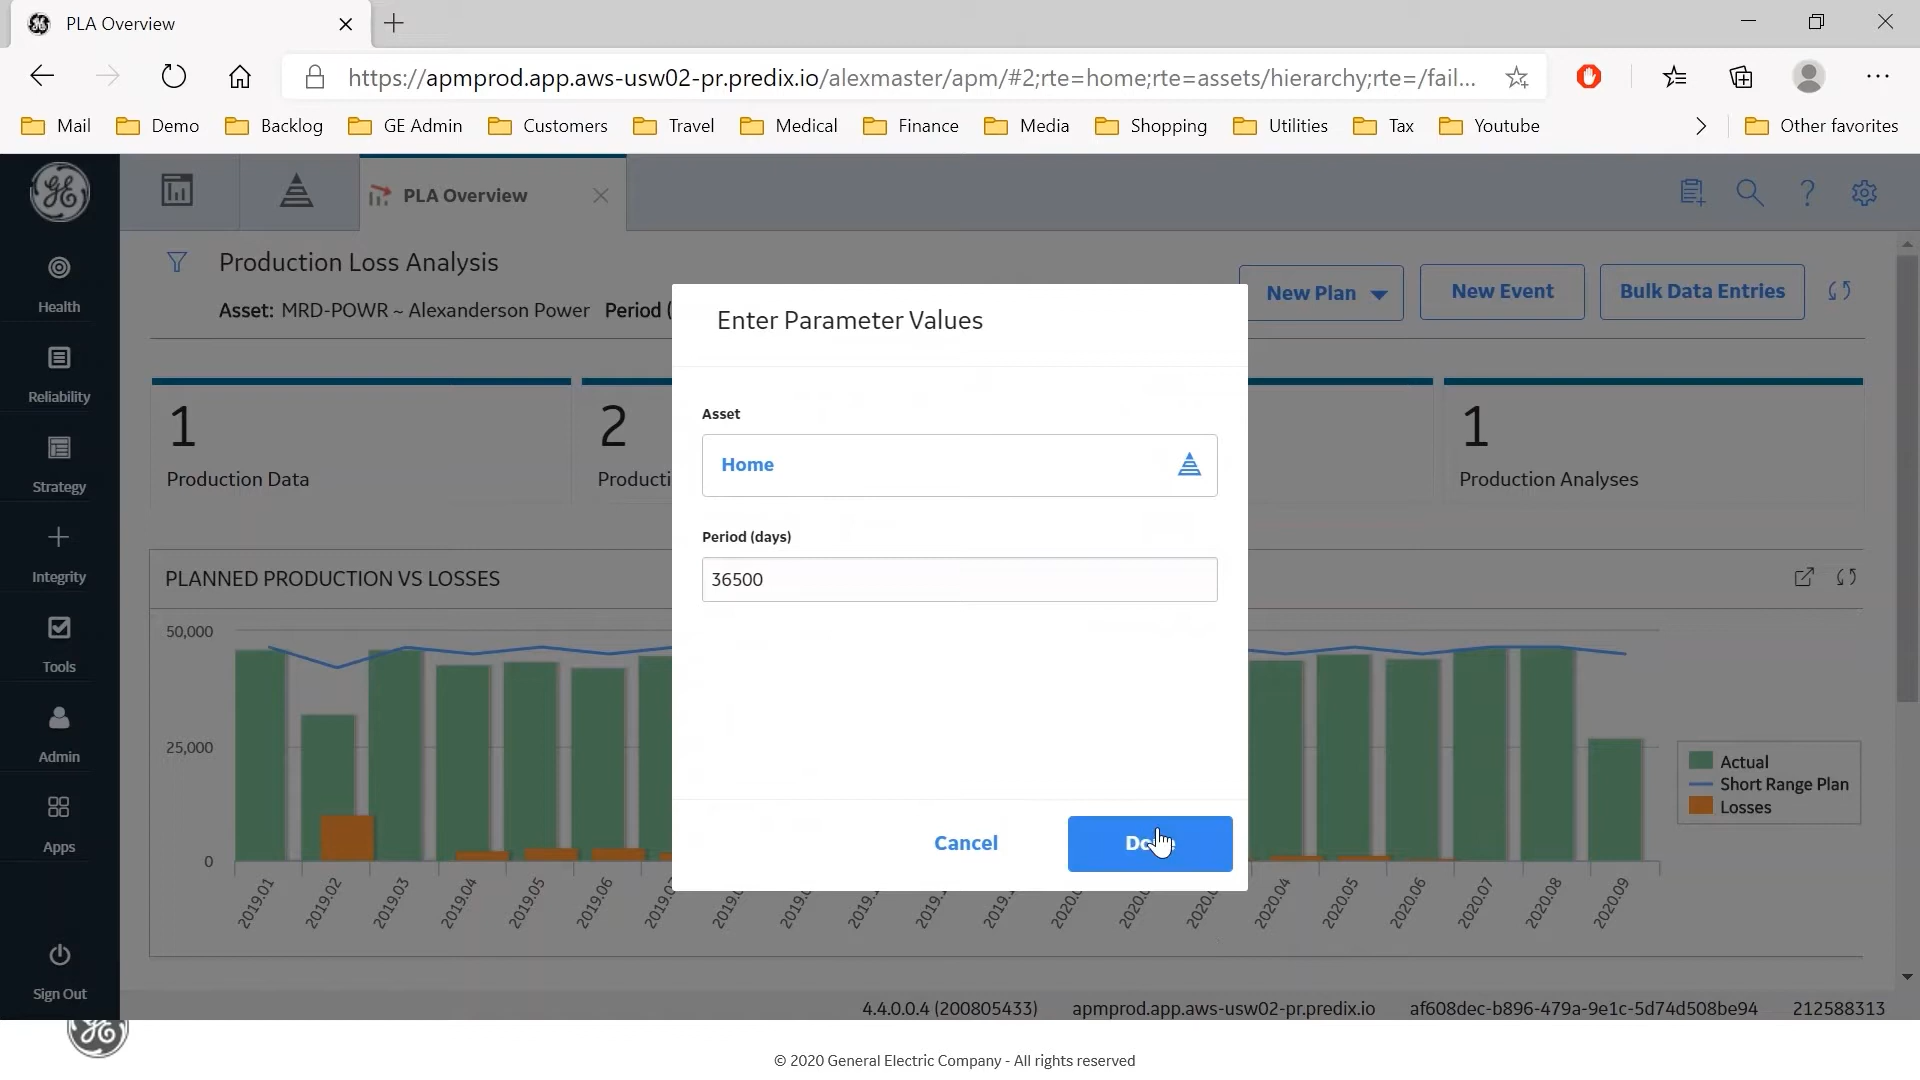 PLA Overview
https://apmprod.app.aws-usw02-pr.predix.io/alexmaster/apm/#2;rte=home;rte=assets/hierarchy;rte=/fail...
Mail Demo Backlog GE Admin Customers Travel Medical Finance Media Shopping Utilities Tax Youtube Other favorites
PLA Overview
Health
Reliability
Strategy
Integrity
Tools
Admin
Apps
Sign Out
Production Loss Analysis
Asset: MRD-POWR ~ Alexanderson Power Period (
New Plan
New Event
Bulk Data Entries
1
Production Data
2
Producti
1
Production Analyses
Enter Parameter Values
Asset
Home
Period (days)
36500
Cancel
PLANNED PRODUCTION VS LOSSES
50,000
25,000
0
2019.01 2019.02 2019.03 2019.04 2019.05 2019.06 2020.04 2020.05 2020.06 2020.07 2020.08 2020.09
Actual
Short Range Plan
Losses
4.4.0.0.4 (200805433) apmprod.app.aws-usw02-pr.predix.io af608dec-b896-479a-9e1c-5d74d508be94 212588313
© 2020 General Electric Company - All rights reserved